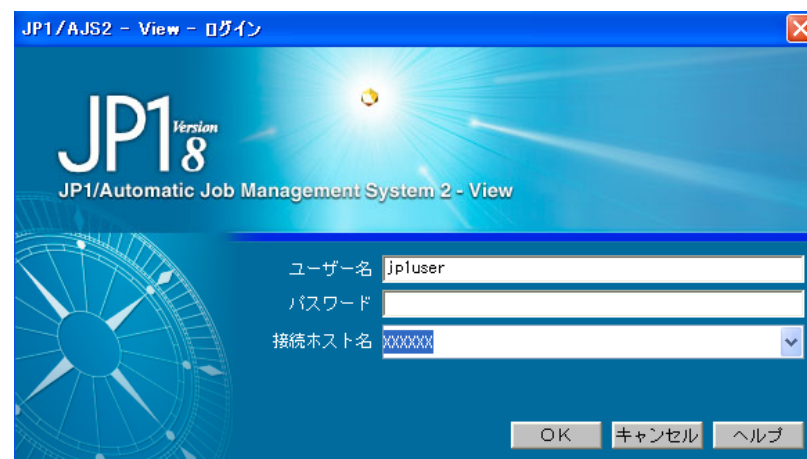 JP1/AJS2 - View - ログイン
JP1 Version 8
JP1/Automatic Job Management System 2 - View
ユーザー名 jp1user
パスワード
接続ホスト名 XXXXXX
OK キャンセル ヘルプ